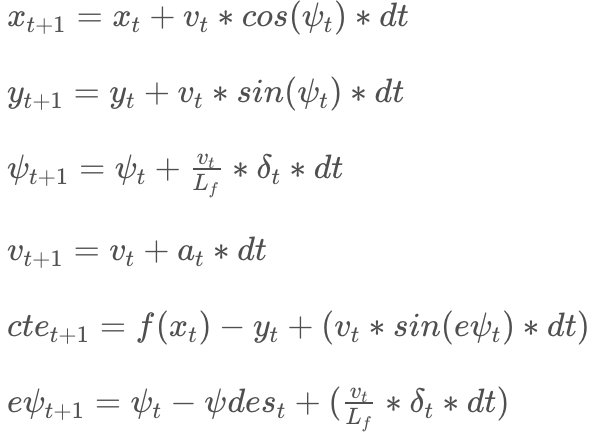 x_{t+1} = x_t + v_t * cos(ψ_t) * dt
y_{t+1} = y_t + v_t * sin(ψ_t) * dt
ψ_{t+1} = ψ_t + \frac{v_t}{L_f} * δ_t * dt
v_{t+1} = v_t + a_t * dt
cte_{t+1} = f(x_t) − y_t + (v_t * sin(eψ_t) * dt)
eψ_{t+1} = ψ_t − ψdes_t + (\frac{v_t}{L_f} * δ_t * dt)